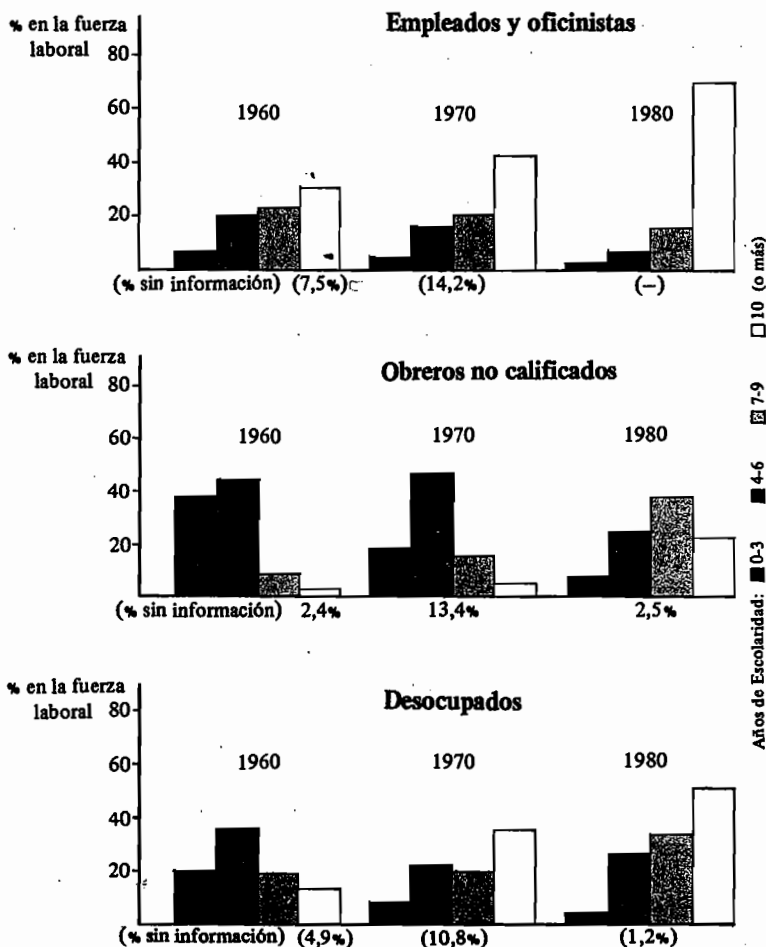 % en la fuerza
laboral
Empleados y oficinistas
80
60
40
20
1960
1970
1980
(% sin información) (7,5%) (14,2%) (–)
% en la fuerza
laboral
Obreros no calificados
80
60
40
20
1960
1970
1980
(% sin información) 2,4% 13,4% 2,5%
% en la fuerza
laboral
Desocupados
80
60
40
20
1960
1970
1980
(% sin información) (4,9%) (10,8%) (1,2%)
Años de Escolaridad: 0-3 4-6 7-9 10 (o más)